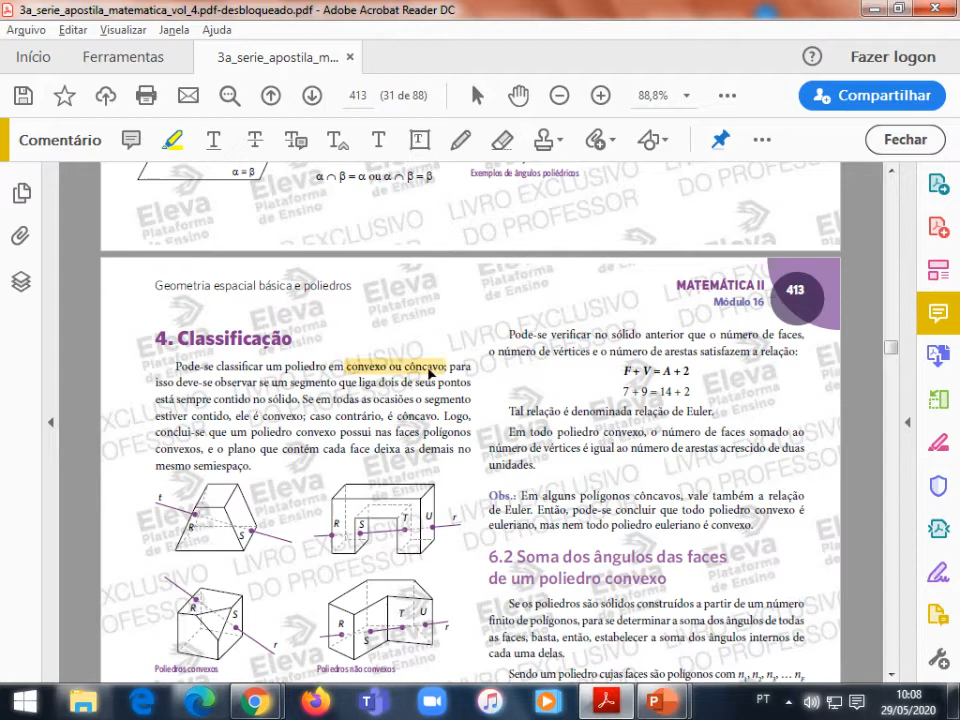 3a_serie_apostila_matematica_vol_4.pdf-desbloqueado.pdf - Adobe Acrobat Reader DC
Arquivo Editar Visualizar Janela Ajuda
Início Ferramentas 3a_serie_apostila_m... × Fazer logon
413 (31 de 88) 88,8% Compartilhar
Comentário Fechar
α = β
α ∩ β = α ou α ∩ β = β
Exemplos de ângulos poliédricos
Geometria espacial básica e poliedros
MATEMÁTICA II
Módulo 16
413
4. Classificação
Pode-se classificar um poliedro em convexo ou côncavo; para
isso deve-se observar se um segmento que liga dois de seus pontos
está sempre contido no sólido. Se em todas as ocasiões o segmento
estiver contido, ele é convexo; caso contrário, é côncavo. Logo,
conclui-se que um poliedro convexo possui nas faces polígonos
convexos, e o plano que contém cada face deixa as demais no
mesmo semiespaço.
t R S
R S T U r
R S r
R S T U r
Poliedros convexos
Poliedros não convexos
Pode-se verificar no sólido anterior que o número de faces,
o número de vértices e o número de arestas satisfazem a relação:
F + V = A + 2
7 + 9 = 14 + 2
Tal relação é denominada relação de Euler.
Em todo poliedro convexo, o número de faces somado ao
número de vértices é igual ao número de arestas acrescido de duas
unidades.
Obs.: Em alguns polígonos côncavos, vale também a relação
de Euler. Então, pode-se concluir que todo poliedro convexo é
euleriano, mas nem todo poliedro euleriano é convexo.
6.2 Soma dos ângulos das faces
de um poliedro convexo
Se os poliedros são sólidos construídos a partir de um número
finito de polígonos, para se determinar a soma dos ângulos de todas
as faces, basta, então, estabelecer a soma dos ângulos internos de
cada uma delas.
Sendo um poliedro cujas faces são polígonos com n1, n2, n3, ... nF
Eleva
Plataforma
de Ensino
LIVRO EXCLUSIVO
DO PROFESSOR
PT
10:08
29/05/2020